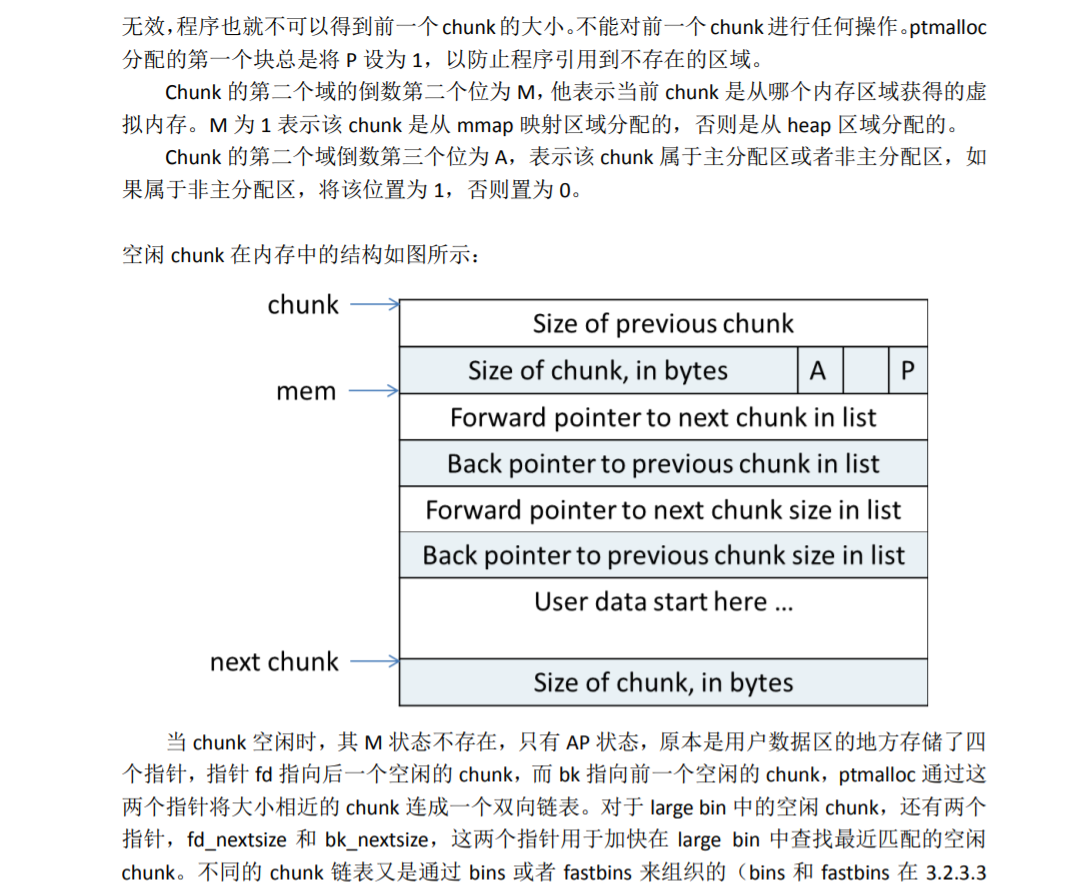 无效，程序也就不可以得到前一个 chunk 的大小。不能对前一个 chunk 进行任何操作。ptmalloc
分配的第一个块总是将 P 设为 1，以防止程序引用到不存在的区域。
Chunk 的第二个域的倒数第二个位为 M，他表示当前 chunk 是从哪个内存区域获得的虚
拟内存。M 为 1 表示该 chunk 是从 mmap 映射区域分配的，否则是从 heap 区域分配的。
Chunk 的第二个域倒数第三个位为 A，表示该 chunk 属于主分配区或者非主分配区，如
果属于非主分配区，将该位置为 1，否则置为 0。
空闲 chunk 在内存中的结构如图所示：
chunk
Size of previous chunk
Size of chunk, in bytes A P
mem
Forward pointer to next chunk in list
Back pointer to previous chunk in list
Forward pointer to next chunk size in list
Back pointer to previous chunk size in list
User data start here ...
next chunk
Size of chunk, in bytes
当 chunk 空闲时，其 M 状态不存在，只有 AP 状态，原本是用户数据区的地方存储了四
个指针，指针 fd 指向后一个空闲的 chunk，而 bk 指向前一个空闲的 chunk，ptmalloc 通过这
两个指针将大小相近的 chunk 连成一个双向链表。对于 large bin 中的空闲 chunk，还有两个
指针，fd_nextsize 和 bk_nextsize，这两个指针用于加快在 large bin 中查找最近匹配的空闲
chunk。不同的 chunk 链表又是通过 bins 或者 fastbins 来组织的（bins 和 fastbins 在 3.2.3.3